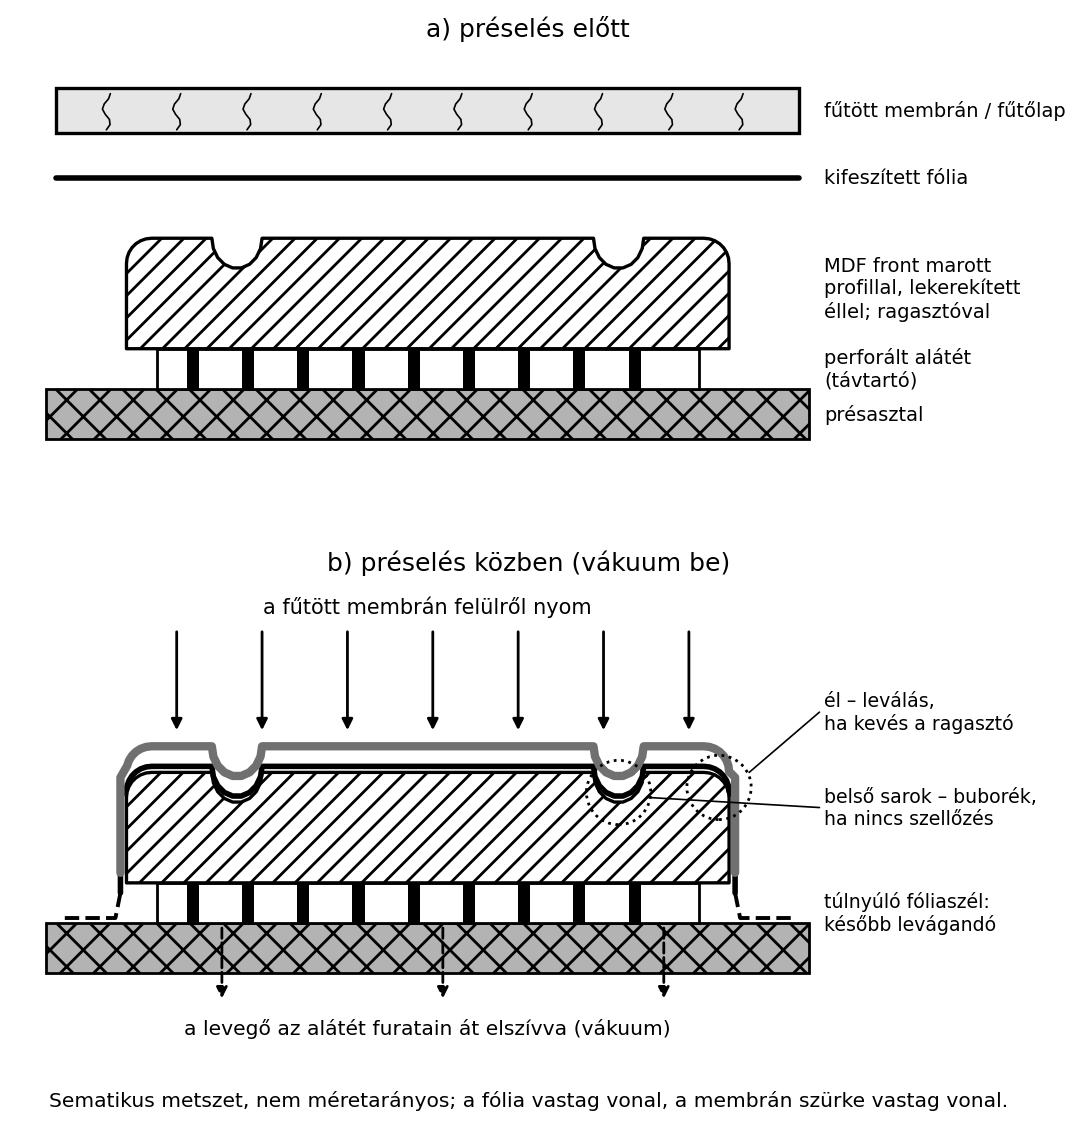 a) préselés előtt
fűtött membrán / fűtőlap
kifeszített fólia
MDF front marott
profillal, lekerekített
éllel; ragasztóval
perforált alátét
(távtartó)
présasztal
b) préselés közben (vákuum be)
a fűtött membrán felülről nyom
él – leválás,
ha kevés a ragasztó
belső sarok – buborék,
ha nincs szellőzés
túlnyúló fóliaszél:
később levágandó
a levegő az alátét furatain át elszívva (vákuum)
Sematikus metszet, nem méretarányos; a fólia vastag vonal, a membrán szürke vastag vonal.